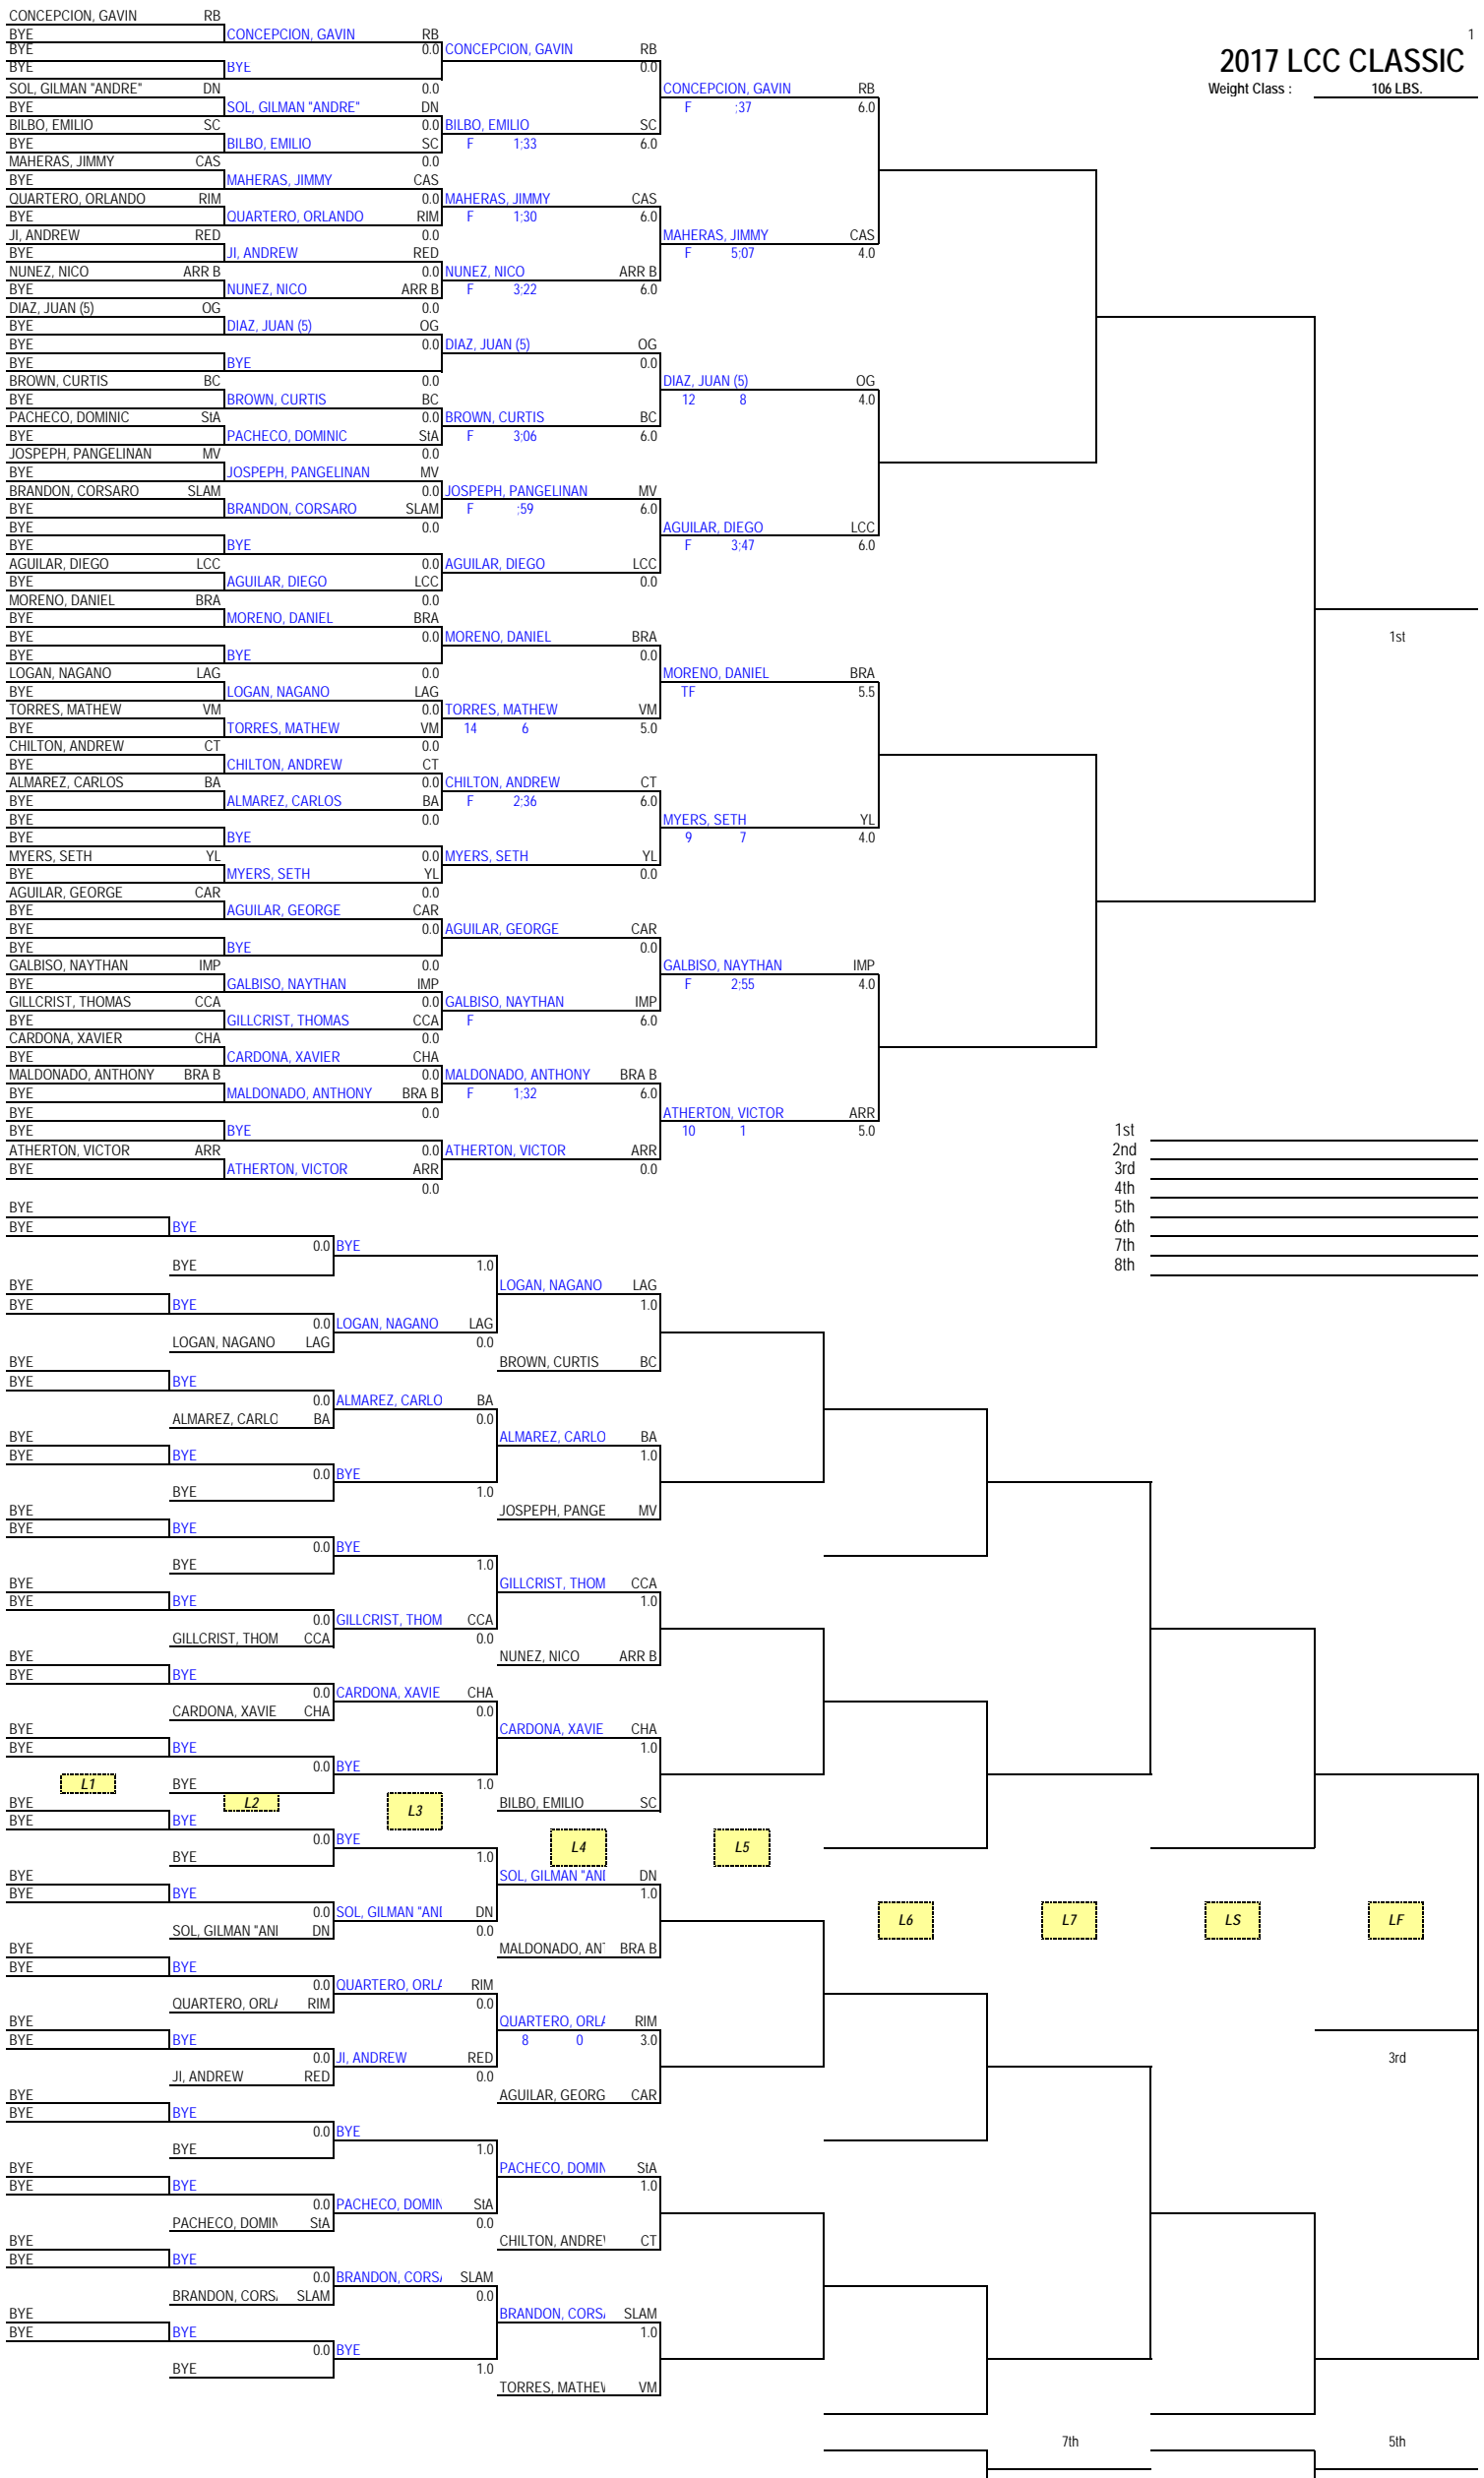 1
2017 LCC CLASSIC
Weight Class : 106 LBS.
CONCEPCION, GAVIN RB
BYE CONCEPCION, GAVIN RB
BYE 0.0 CONCEPCION, GAVIN RB
BYE BYE 0.0
SOL, GILMAN "ANDRE" DN 0.0 CONCEPCION, GAVIN RB
BYE SOL, GILMAN "ANDRE" DN F ;37 6.0
BILBO, EMILIO SC 0.0 BILBO, EMILIO SC
BYE BILBO, EMILIO SC F 1;33 6.0
MAHERAS, JIMMY CAS 0.0
BYE MAHERAS, JIMMY CAS
QUARTERO, ORLANDO RIM 0.0 MAHERAS, JIMMY CAS
BYE QUARTERO, ORLANDO RIM F 1;30 6.0
JI, ANDREW RED 0.0 MAHERAS, JIMMY CAS
BYE JI, ANDREW RED F 5;07 4.0
NUNEZ, NICO ARR B 0.0 NUNEZ, NICO ARR B
BYE NUNEZ, NICO ARR B F 3;22 6.0
DIAZ, JUAN (5) OG 0.0
BYE DIAZ, JUAN (5) OG
BYE 0.0 DIAZ, JUAN (5) OG
BYE BYE 0.0
BROWN, CURTIS BC 0.0 DIAZ, JUAN (5) OG
BYE BROWN, CURTIS BC 12 8 4.0
PACHECO, DOMINIC StA 0.0 BROWN, CURTIS BC
BYE PACHECO, DOMINIC StA F 3;06 6.0
JOSPEPH, PANGELINAN MV 0.0
BYE JOSPEPH, PANGELINAN MV
BRANDON, CORSARO SLAM 0.0 JOSPEPH, PANGELINAN MV
BYE BRANDON, CORSARO SLAM F ;59 6.0
BYE 0.0 AGUILAR, DIEGO LCC
BYE BYE F 3;47 6.0
AGUILAR, DIEGO LCC 0.0 AGUILAR, DIEGO LCC
BYE AGUILAR, DIEGO LCC 0.0
MORENO, DANIEL BRA 0.0
BYE MORENO, DANIEL BRA
BYE 0.0 MORENO, DANIEL BRA 1st
BYE BYE 0.0
LOGAN, NAGANO LAG 0.0 MORENO, DANIEL BRA
BYE LOGAN, NAGANO LAG TF 5.5
TORRES, MATHEW VM 0.0 TORRES, MATHEW VM
BYE TORRES, MATHEW VM 14 6 5.0
CHILTON, ANDREW CT 0.0
BYE CHILTON, ANDREW CT
ALMAREZ, CARLOS BA 0.0 CHILTON, ANDREW CT
BYE ALMAREZ, CARLOS BA F 2;36 6.0
BYE 0.0 MYERS, SETH YL
BYE BYE 9 7 4.0
MYERS, SETH YL 0.0 MYERS, SETH YL
BYE MYERS, SETH YL 0.0
AGUILAR, GEORGE CAR 0.0
BYE AGUILAR, GEORGE CAR
BYE 0.0 AGUILAR, GEORGE CAR
BYE BYE 0.0
GALBISO, NAYTHAN IMP 0.0 GALBISO, NAYTHAN IMP
BYE GALBISO, NAYTHAN IMP F 2;55 4.0
GILLCRIST, THOMAS CCA 0.0 GALBISO, NAYTHAN IMP
BYE GILLCRIST, THOMAS CCA F 6.0
CARDONA, XAVIER CHA 0.0
BYE CARDONA, XAVIER CHA
MALDONADO, ANTHONY BRA B 0.0 MALDONADO, ANTHONY BRA B
BYE MALDONADO, ANTHONY BRA B F 1;32 6.0
BYE 0.0 ATHERTON, VICTOR ARR
BYE BYE 10 1 5.0 1st
ATHERTON, VICTOR ARR 0.0 ATHERTON, VICTOR ARR 2nd
BYE ATHERTON, VICTOR ARR 0.0 3rd
0.0 4th
BYE 5th
BYE BYE 6th
0.0 BYE 7th
BYE 1.0 8th
BYE LOGAN, NAGANO LAG
BYE BYE 1.0
0.0 LOGAN, NAGANO LAG
LOGAN, NAGANO LAG 0.0
BYE BROWN, CURTIS BC
BYE BYE
0.0 ALMAREZ, CARLO BA
ALMAREZ, CARLC BA 0.0
BYE ALMAREZ, CARLO BA
BYE BYE 1.0
0.0 BYE
BYE 1.0
BYE JOSPEPH, PANGE MV
BYE BYE
0.0 BYE
BYE 1.0
BYE GILLCRIST, THOM CCA
BYE BYE 1.0
0.0 GILLCRIST, THOM CCA
GILLCRIST, THOM CCA 0.0
BYE NUNEZ, NICO ARR B
BYE BYE
0.0 CARDONA, XAVIE CHA
CARDONA, XAVIE CHA 0.0
BYE CARDONA, XAVIE CHA
BYE BYE 1.0
0.0 BYE
L1 BYE 1.0
BYE L2 L3 BILBO, EMILIO SC
BYE BYE
0.0 BYE
BYE 1.0 L4 L5
BYE SOL, GILMAN "ANI DN
BYE BYE 1.0
0.0 SOL, GILMAN "ANI DN L6 L7 LS LF
SOL, GILMAN "ANI DN 0.0
BYE MALDONADO, AN BRA B
BYE BYE
0.0 QUARTERO, ORL RIM
QUARTERO, ORL RIM 0.0
BYE QUARTERO, ORL RIM
BYE BYE 8 0 3.0
0.0 JI, ANDREW RED 3rd
JI, ANDREW RED 0.0
BYE AGUILAR, GEORG CAR
BYE BYE
0.0 BYE
BYE 1.0
BYE PACHECO, DOMIN StA
BYE BYE 1.0
0.0 PACHECO, DOMIN StA
PACHECO, DOMIN StA 0.0
BYE CHILTON, ANDRE CT
BYE BYE
0.0 BRANDON, CORS SLAM
BRANDON, CORS SLAM 0.0
BYE BRANDON, CORS SLAM
BYE BYE 1.0
0.0 BYE
BYE 1.0
TORRES, MATHE VM
7th 5th